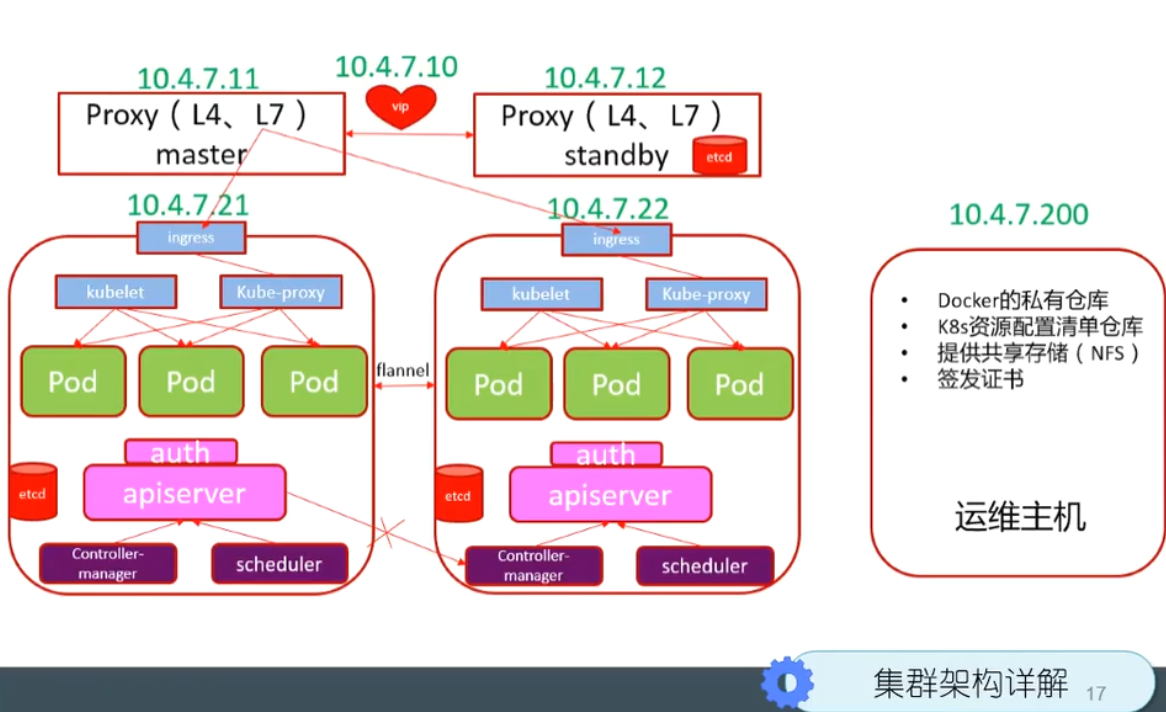 10.4.7.11
10.4.7.10
10.4.7.12
Proxy（L4、L7）
master
vip
Proxy（L4、L7）
standby
etcd
10.4.7.21
10.4.7.22
10.4.7.200
ingress
kubelet
Kube-proxy
Pod
Pod
Pod
auth
apiserver
etcd
Controller-
manager
scheduler
flannel
ingress
kubelet
Kube-proxy
Pod
Pod
Pod
auth
apiserver
etcd
Controller-
manager
scheduler
• Docker的私有仓库
• K8s资源配置清单仓库
• 提供共享存储（NFS）
• 签发证书
运维主机
集群架构详解
17